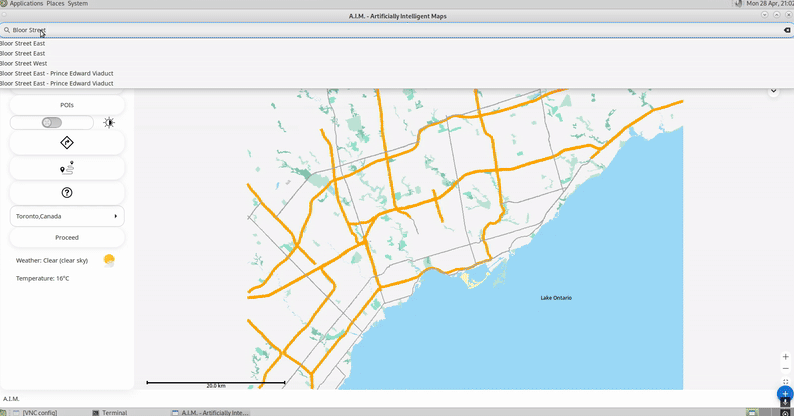 Applications Places System
Mon 28 Apr, 21:02
A.I.M. - Artificially Intelligent Maps
Bloor Street
Bloor Street East
Bloor Street East
Bloor Street West
Bloor Street East - Prince Edward Viaduct
Bloor Street East - Prince Edward Viaduct
POIs
Toronto,Canada
Proceed
Weather: Clear (clear sky)
Temperature: 16°C
Lake Ontario
20.0 km
A.I.M.
[VNC config]
Terminal
A.I.M. - Artificially Inte...